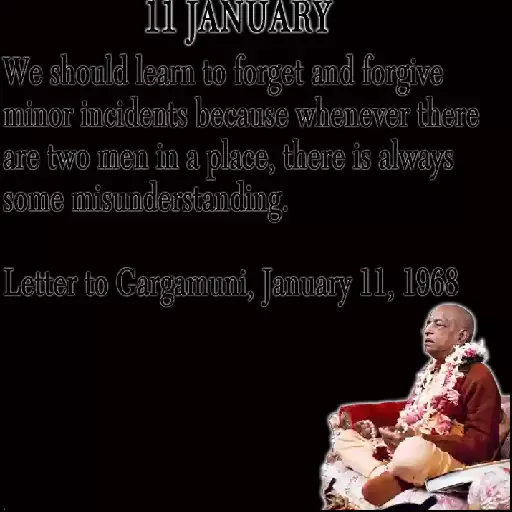 11 JANUARY
We should learn to forget and forgive
minor incidents because whenever there
are two men in a place, there is always
some misunderstanding.
Letter to Gargamuni, January 11, 1968